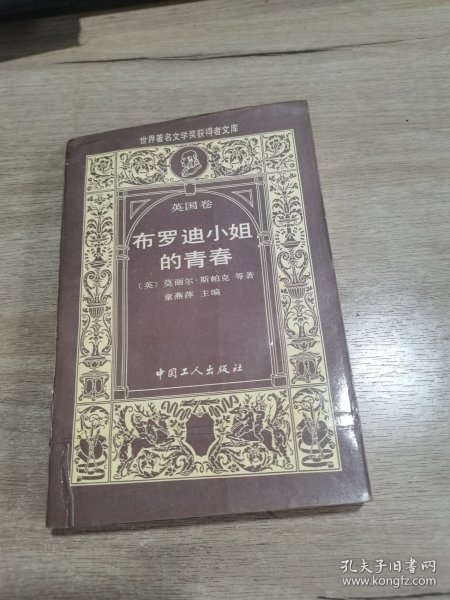 世界著名文学奖获得者文库
英国卷
布罗迪小姐
的青春
〔英〕莫丽尔·斯帕克 等著
童燕萍 主编
中国工人出版社
孔夫子旧书网
www.kongfz.com